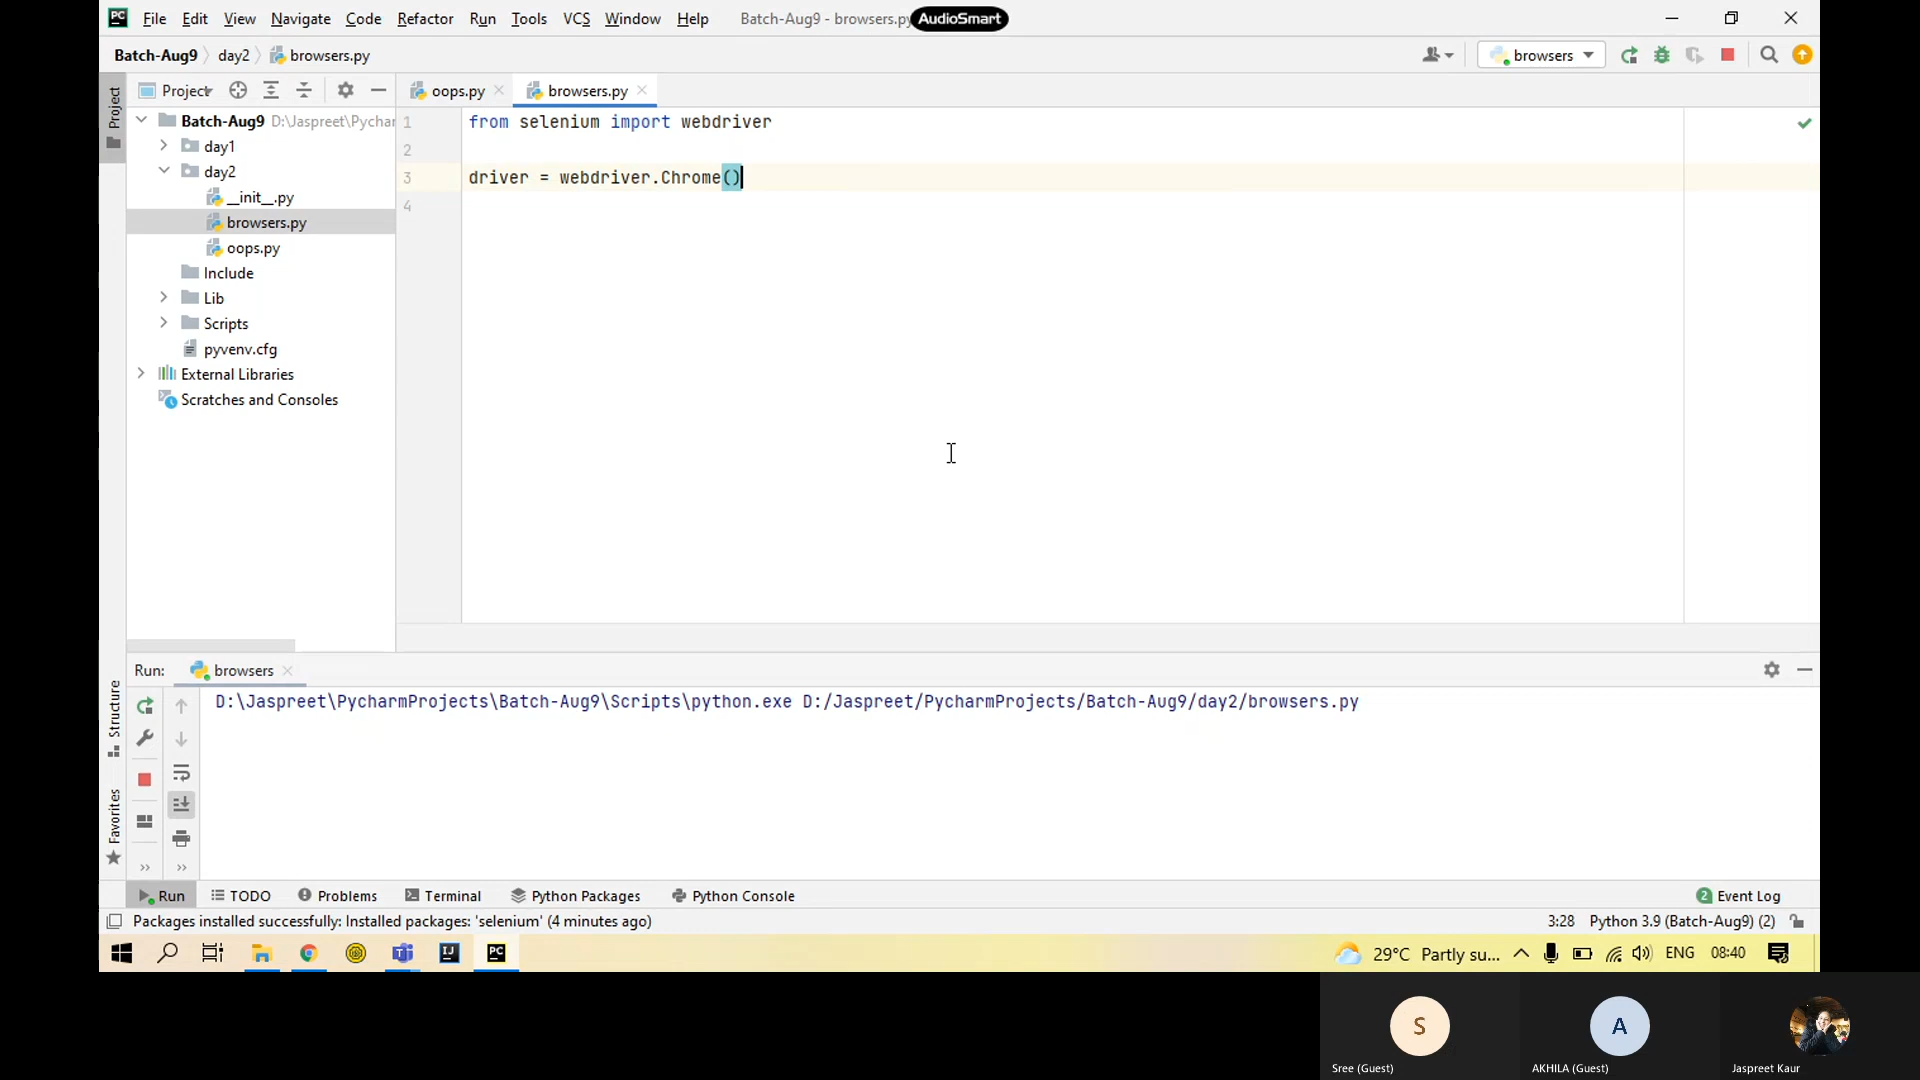 PC File Edit View Navigate Code Refactor Run Tools VCS Window Help Batch-Aug9 - browsers.py AudioSmart
Batch-Aug9 day2 browsers.py browsers
Project oops.py browsers.py
Project
Batch-Aug9 D:\Jaspreet\Pychar
day1
day2
__init__.py
browsers.py
oops.py
Include
Lib
Scripts
pyvenv.cfg
External Libraries
Scratches and Consoles
1 from selenium import webdriver
2
3 driver = webdriver.Chrome()
4
Run: browsers
D:\Jaspreet\PycharmProjects\Batch-Aug9\Scripts\python.exe D:/Jaspreet/PycharmProjects/Batch-Aug9/day2/browsers.py
Structure
Favorites
Run TODO Problems Terminal Python Packages Python Console 2 Event Log
Packages installed successfully: Installed packages: 'selenium' (4 minutes ago) 3:28 Python 3.9 (Batch-Aug9) (2)
IJ PC 29°C Partly su... ENG 08:40
S A
Sree (Guest) AKHILA (Guest) Jaspreet Kaur